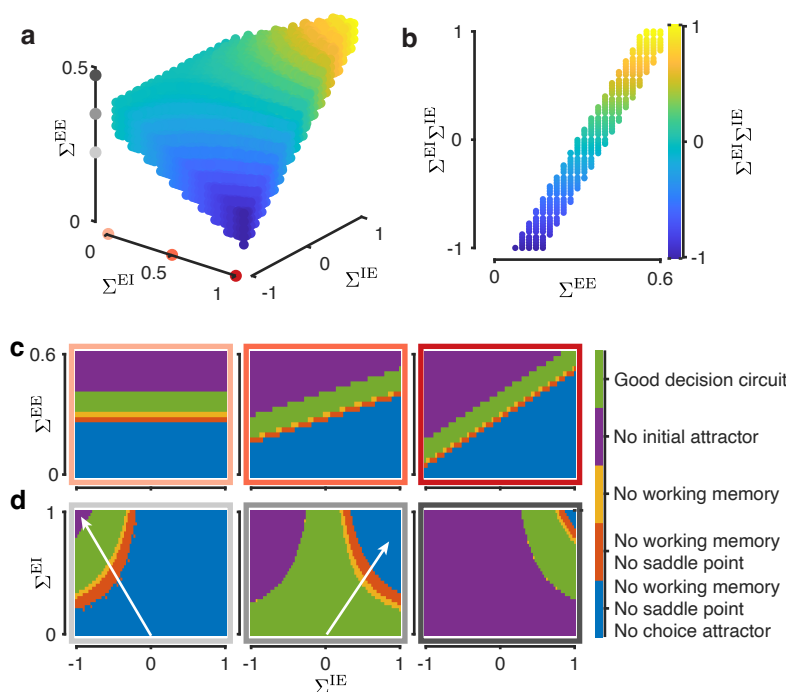 a
b
0.5
Σ^EE
0
0
0.5
1
Σ^EI
-1
0
1
Σ^IE
1
0
-1
Σ^EI Σ^IE
0
0.6
Σ^EE
1
0
-1
Σ^EI Σ^IE
c
0.6
Σ^EE
0
Good decision circuit
No initial attractor
No working memory
No working memory
No saddle point
No working memory
No saddle point
No choice attractor
d
1
Σ^EI
0
-1 0 1
-1 0 1
-1 0 1
Σ^IE